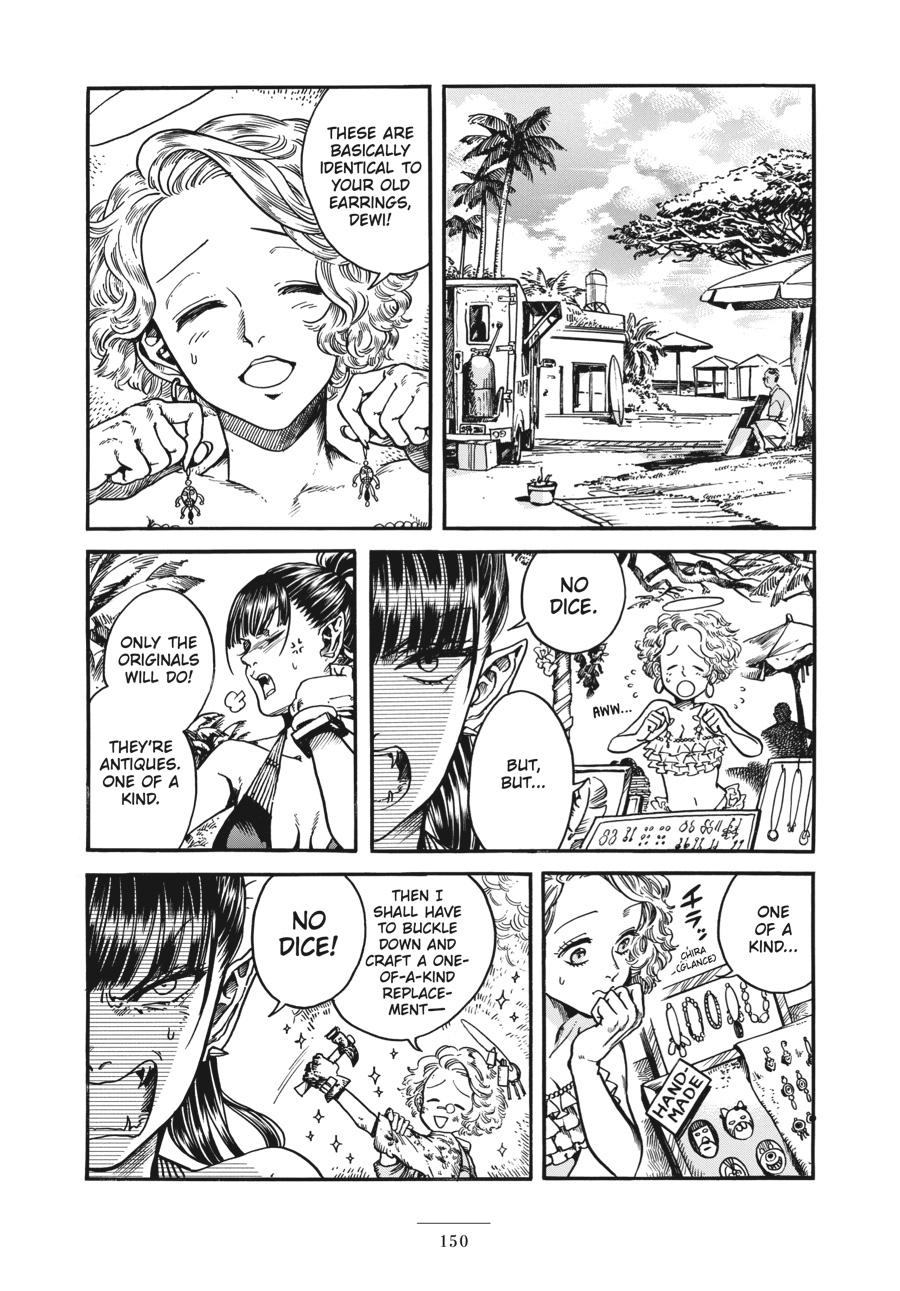 THESE ARE
BASICALLY
IDENTICAL TO
YOUR OLD
EARRINGS,
DEWI!
NO
DICE.
AWW...
BUT,
BUT...
ONLY THE
ORIGINALS
WILL DO!
THEY'RE
ANTIQUES.
ONE OF A
KIND.
ONE
OF A
KIND...
チラッ
CHIRA
(GLANCE)
HAND-
MADE
THEN I
SHALL HAVE
TO BUCKLE
DOWN AND
CRAFT A ONE-
OF-A-KIND
REPLACE-
MENT—
NO
DICE!
150